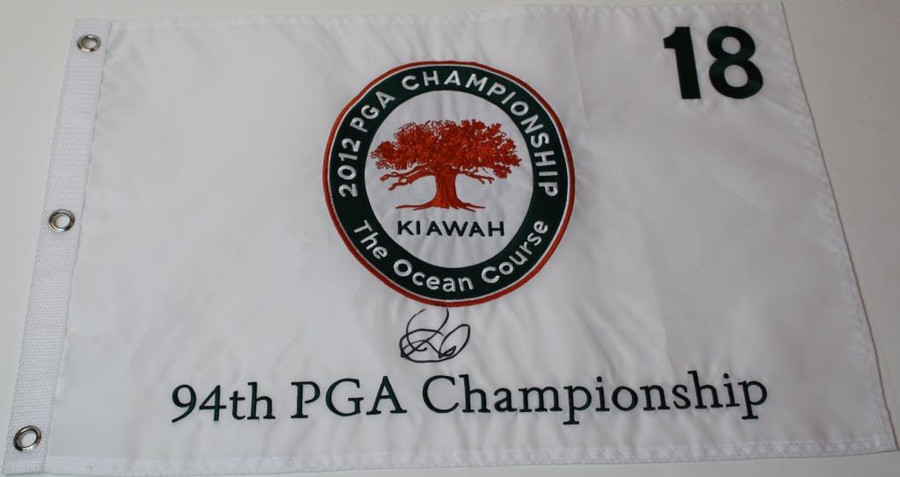 18
2012 PGA CHAMPIONSHIP
KIAWAH
The Ocean Course
94th PGA Championship